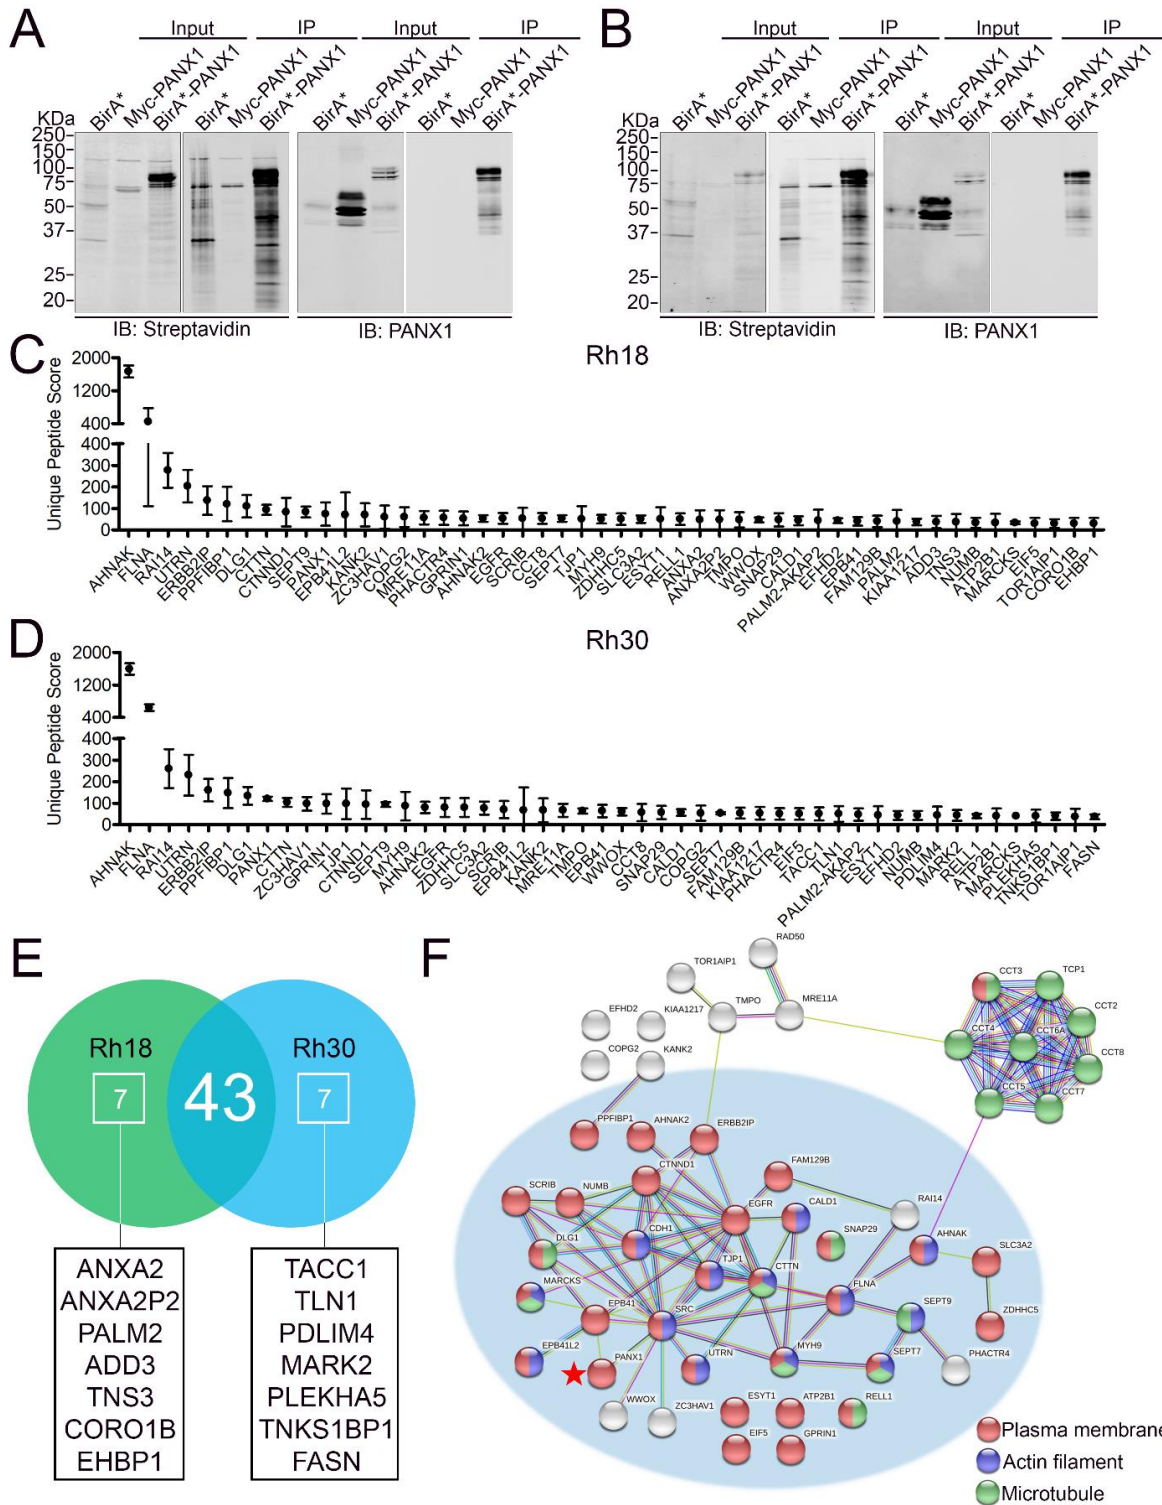 A
Input IP Input IP
BirA* Myc-PANX1 BirA*-PANX1 BirA* Myc-PANX1 BirA*-PANX1 BirA* Myc-PANX1 BirA*-PANX1 BirA* Myc-PANX1 BirA*-PANX1
KDa
250
150
100
75
50
37
25
20
IB: Streptavidin IB: PANX1
B
Input IP Input IP
BirA* Myc-PANX1 BirA*-PANX1 BirA* Myc-PANX1 BirA*-PANX1 BirA* Myc-PANX1 BirA*-PANX1 BirA* Myc-PANX1 BirA*-PANX1
KDa
250
150
100
75
50
37
25
20
IB: Streptavidin IB: PANX1
C
Rh18
Unique Peptide Score
2000
1200
400
400
300
200
100
0
AHNAK FLNA RAI14 UTRN ERBB2IP PPFIBP1 DLG1 CTTN CTNND1 SEPT9 PANX1 EPB41L2 KANK2 ZC3HAV1 COPG2 MRE11A PHACTR4 GPRIN1 AHNAK2 EGFR SCRIB CCT8 SEPT7 TJP1 MYH9 ZDHHC5 SLC3A2 ESYT1 RELL1 ANXA2 ANXA2P2 TMPO WWOX SNAP29 CALD1 PALM2-AKAP2 EFHD2 EPB41 FAM129B PALM2 KIAA1217 ADD3 TNS3 NUMB ATP2B1 MARCKS EIF5 TOR1AIP1 CORO1B EHBP1
D
Rh30
Unique Peptide Score
2000
1200
400
400
300
200
100
0
AHNAK FLNA RAI14 UTRN ERBB2IP PPFIBP1 DLG1 PANX1 CTTN ZC3HAV1 GPRIN1 TJP1 CTNND1 SEPT9 MYH9 AHNAK2 EGFR ZDHHC5 SLC3A2 SCRIB EPB41L2 KANK2 MRE11A TMPO EPB41 WWOX CCT8 SNAP29 CALD1 COPG2 SEPT7 FAM129B KIAA1217 PHACTR4 EIF5 TACC1 TLN1 PALM2-AKAP2 ESYT1 EFHD2 NUMB PDLIM4 MARK2 RELL1 ATP2B1 MARCKS PLEKHA5 TNKS1BP1 TOR1AIP1 FASN
E
Rh18 Rh30
7 43 7
ANXA2
ANXA2P2
PALM2
ADD3
TNS3
CORO1B
EHBP1
TACC1
TLN1
PDLIM4
MARK2
PLEKHA5
TNKS1BP1
FASN
F
RAD50
TOR1AIP1
TMPO
MRE11A
EFHD2
KIAA1217
COPG2
KANK2
CCT3
TCP1
CCT2
CCT4
CCT6A
CCT8
CCT5
CCT7
PPFIBP1
AHNAK2
ERBB2IP
CTNND1
FAM129B
SCRIB
NUMB
EGFR
CALD1
RAI14
DLG1
CDH1
SNAP29
AHNAK
SLC3A2
TJP1
CTTN
MARCKS
FLNA
EPB41
SRC
SEPT9
ZDHHC5
EPB41L2
PANX1
UTRN
MYH9
SEPT7
PHACTR4
WWOX
ZC3HAV1
ESYT1
ATP2B1
RELL1
EIF5
GPRIN1
Plasma membrane
Actin filament
Microtubule